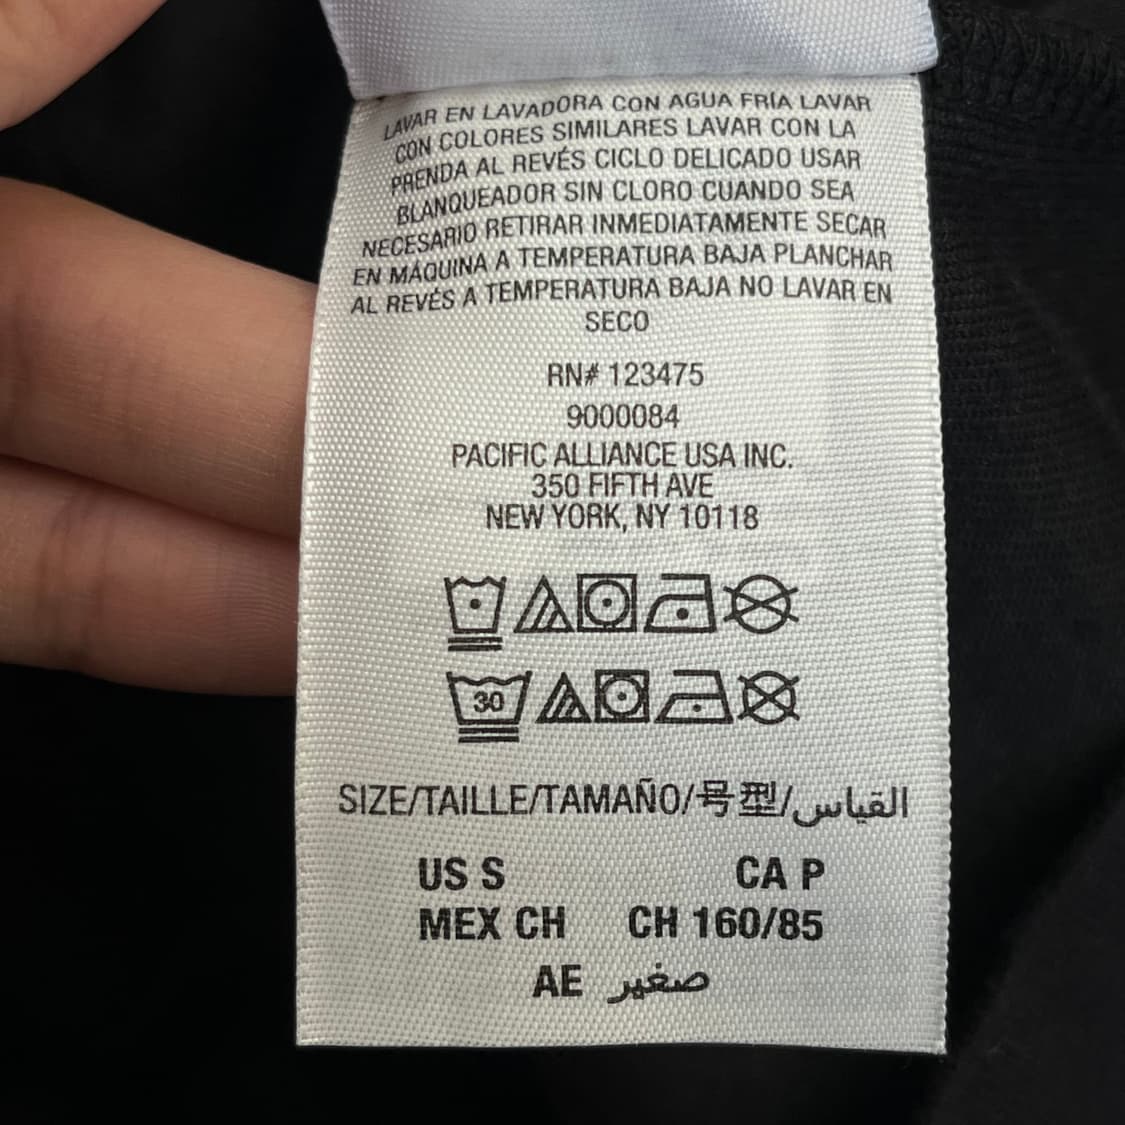 LAVAR EN LAVADORA CON AGUA FRÍA LAVAR
CON COLORES SIMILARES LAVAR CON LA
PRENDA AL REVÉS CICLO DELICADO USAR
BLANQUEADOR SIN CLORO CUANDO SEA
NECESARIO RETIRAR INMEDIATAMENTE SECAR
EN MÁQUINA A TEMPERATURA BAJA PLANCHAR
AL REVÉS A TEMPERATURA BAJA NO LAVAR EN
SECO
RN# 123475
9000084
PACIFIC ALLIANCE USA INC.
350 FIFTH AVE
NEW YORK, NY 10118
30
SIZE/TAILLE/TAMAÑO/号型/القياس
US S CA P
MEX CH CH 160/85
AE صغير